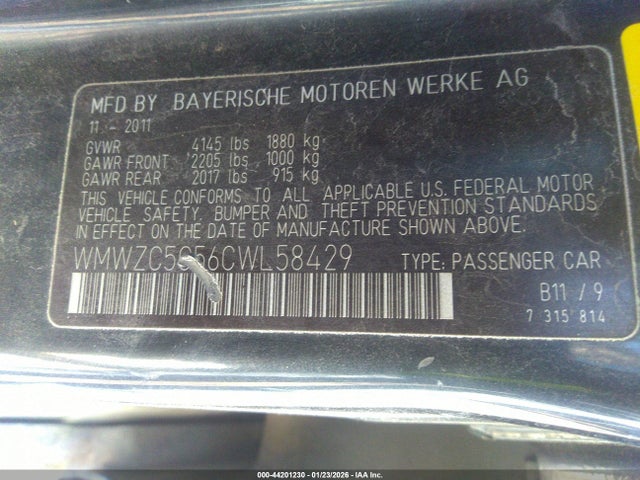 MFD BY BAYERISCHE MOTOREN WERKE AG
11 - 2011
GVWR 4145 lbs 1880 kg
GAWR FRONT 2205 lbs 1000 kg
GAWR REAR 2017 lbs 915 kg
THIS VEHICLE CONFORMS TO ALL APPLICABLE U.S. FEDERAL MOTOR
VEHICLE SAFETY, BUMPER AND THEFT PREVENTION STANDARDS
IN EFFECT ON THE DATE OF MANUFACTURE SHOWN ABOVE.
WMWZC5C56CWL58429 TYPE: PASSENGER CAR
B11 / 9
7 315 814
000-44201230 - 01/23/2026 - IAA Inc.